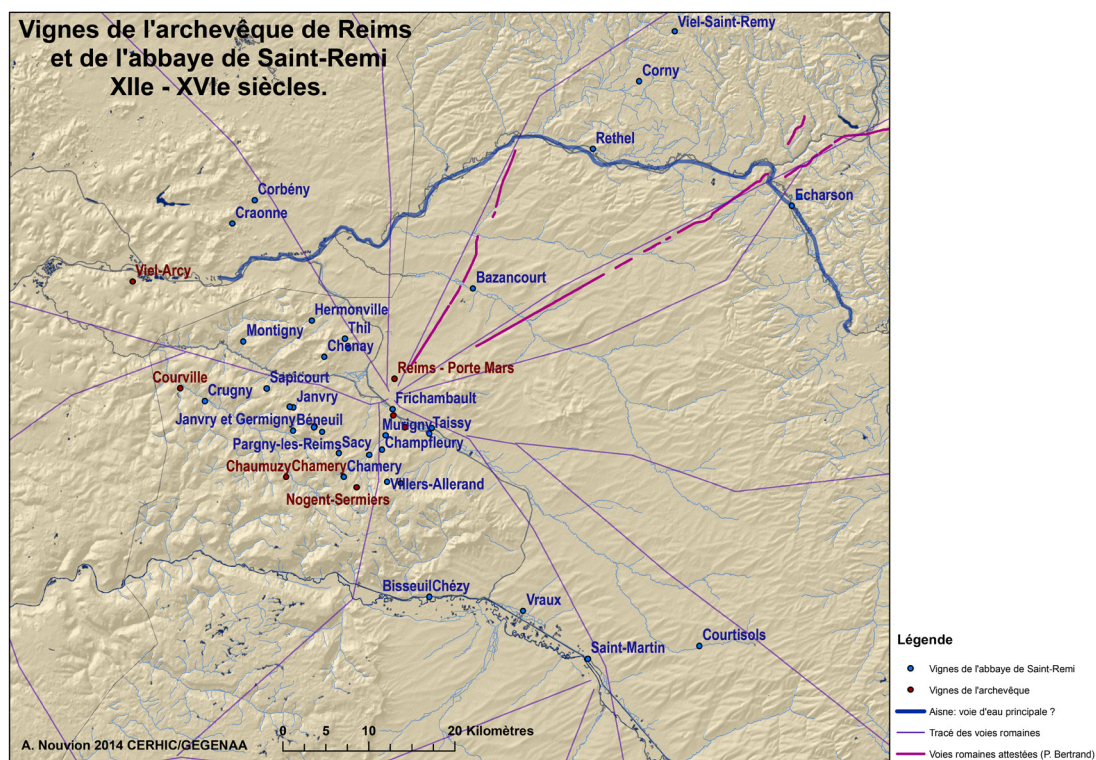 Vignes de l'archevêque de Reims
et de l'abbaye de Saint-Remi
XIIe - XVIe siècles.
Viel-Saint-Remy
Corny
Rethel
Echarson
Corbény
Craonne
Viel-Arcy
Bazancourt
Hermonville
Thil
Montigny
Chenay
Reims - Porte Mars
Courville
Sapicourt
Crugny
Janvry
Frichambault
Janvry et Germigny
Béneuil
Murigny
Taissy
Pargny-les-Reims
Sacy
Champfleury
Chaumuzy
Chamery
Chamery
Villers-Allerand
Nogent-Sermiers
Bisseuil
Chézy
Vraux
Saint-Martin
Courtisols
0 5 10 20 Kilomètres
A. Nouvion 2014 CERHIC/GEGENAA
Légende
Vignes de l'abbaye de Saint-Remi
Vignes de l'archevêque
Aisne: voie d'eau principale ?
Tracé des voies romaines
Voies romaines attestées (P. Bertrand)